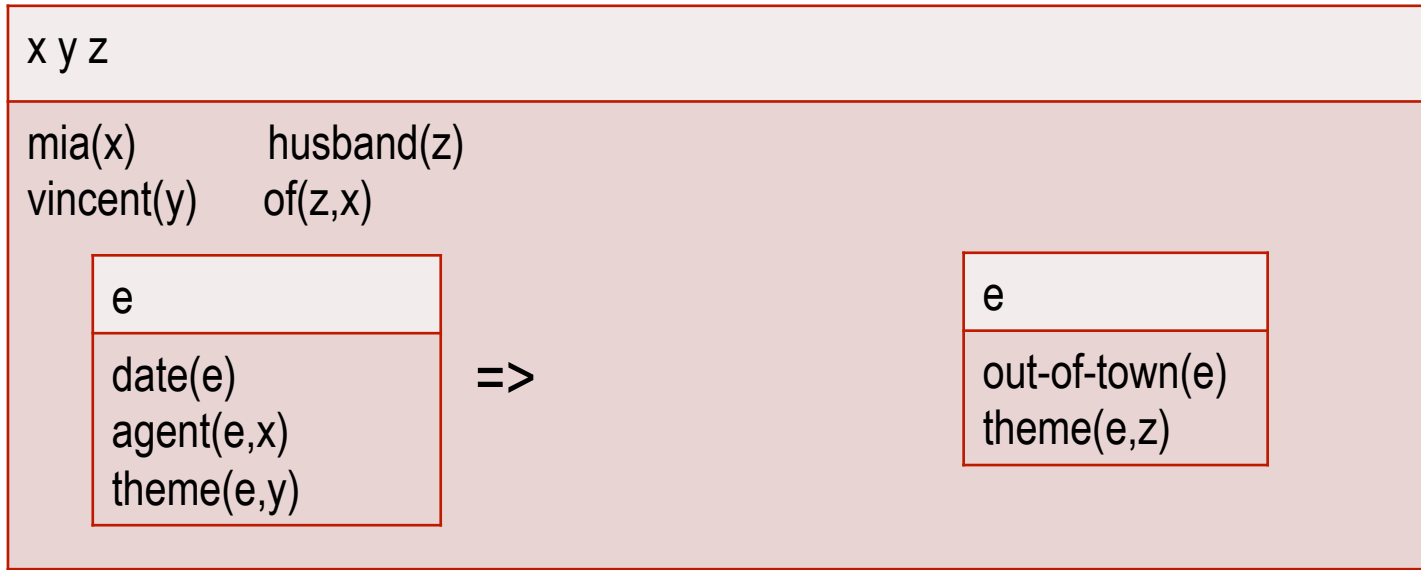 x y z
mia(x) husband(z)
vincent(y) of(z,x)
e
date(e)
agent(e,x)
theme(e,y)
=>
e
out-of-town(e)
theme(e,z)